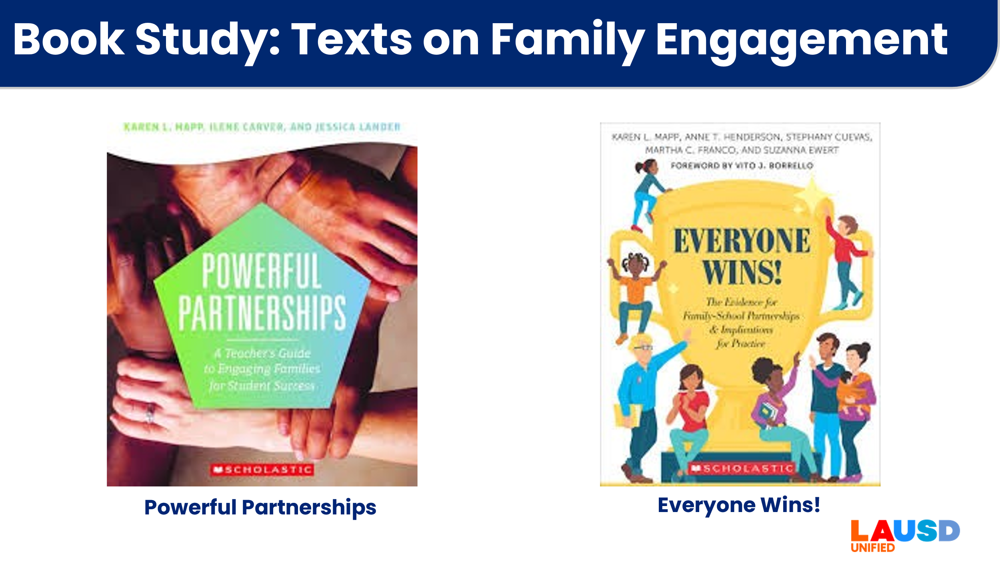 Book Study: Texts on Family Engagement
KAREN L. MAPP, ILENE CARVER, AND JESSICA LANDER
POWERFUL
PARTNERSHIPS
A Teacher's Guide
to Engaging Families
for Student Success
SCHOLASTIC
Powerful Partnerships
KAREN L. MAPP, ANNE T. HENDERSON, STEPHANY CUEVAS,
MARTHA C. FRANCO, AND SUZANNA EWERT
FOREWORD BY VITO J. BORRELLO
EVERYONE
WINS!
The Evidence for
Family-School Partnerships
& Implications
for Practice
SCHOLASTIC
Everyone Wins!
LAUSD
UNIFIED